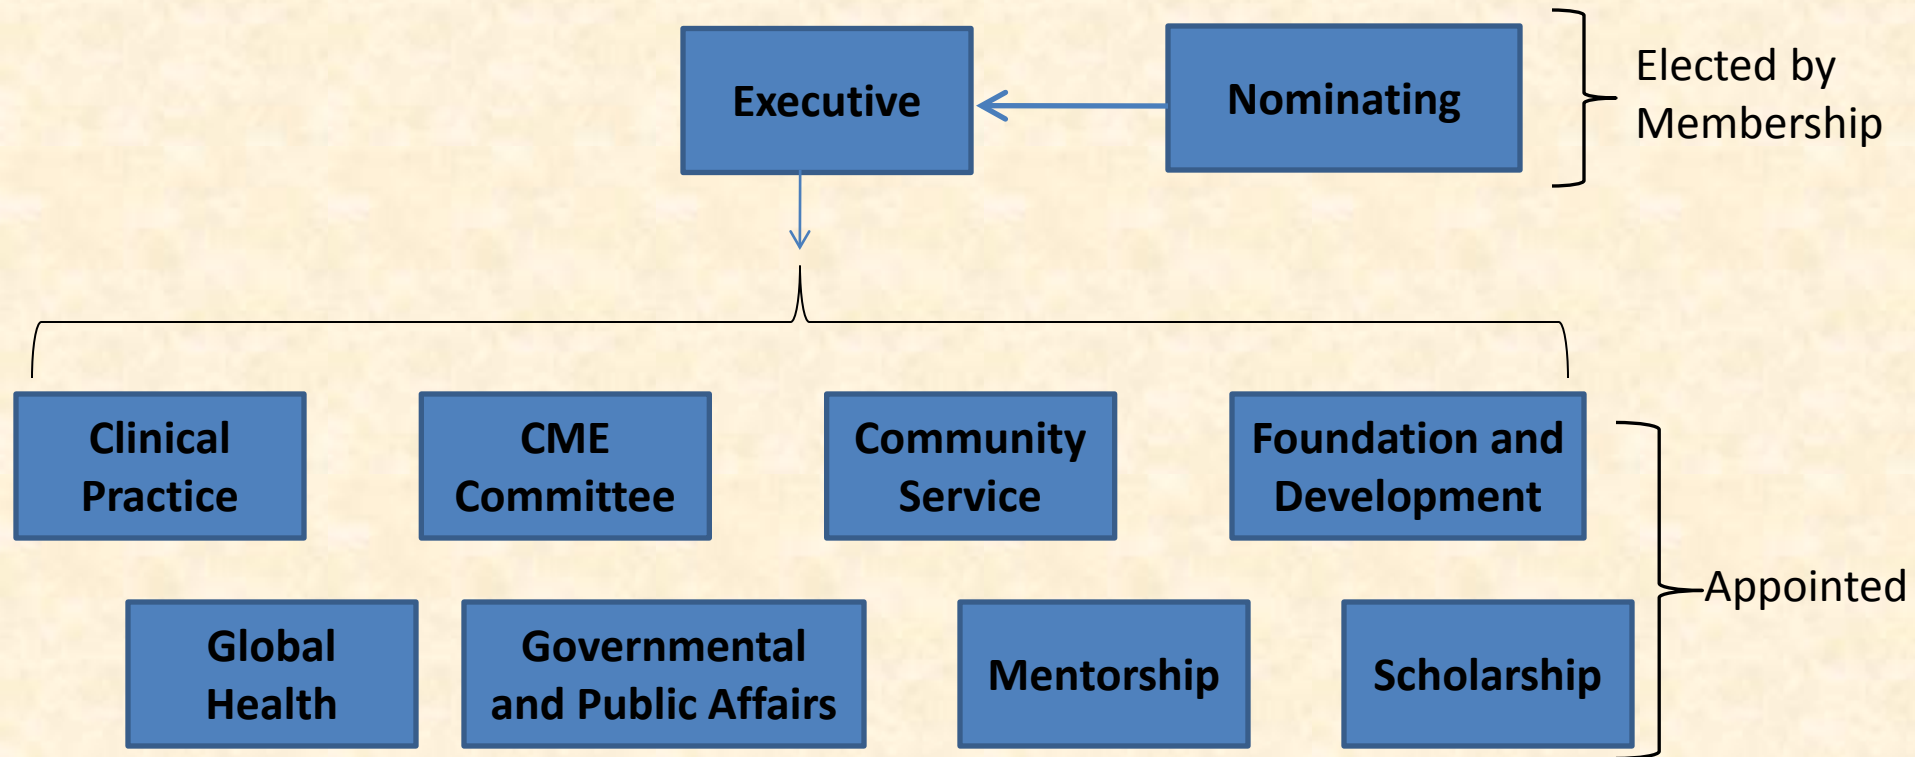 Executive
Nominating
Elected by
Membership
Clinical
Practice
CME
Committee
Community
Service
Foundation and
Development
Appointed
Global
Health
Governmental
and Public Affairs
Mentorship
Scholarship